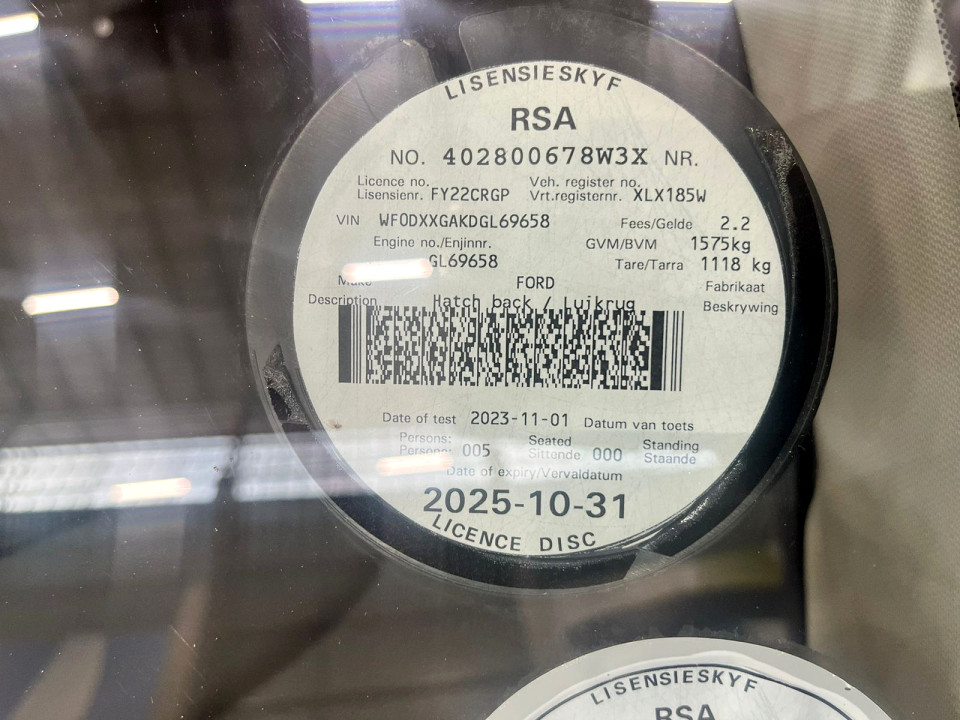 LISENSIESKYF
RSA
NO. 402800678W3X NR.
Licence no. Veh. register no.
Lisensienr. FY22CRGP Vrt.registernr. XLX185W
VIN WF0DXXGAKDGL69658 Fees/Gelde 2.2
Engine no./Enjinnr. GVM/BVM 1575kg
GL69658 Tare/Tarra 1118 kg
Make FORD Fabrikaat
Description Hatch back / Luikrug Beskrywing
Date of test 2023-11-01 Datum van toets
Persons: Seated Standing
Persone: 005 Sittende 000 Staande
Date of expiry/Vervaldatum
2025-10-31
LICENCE DISC
LISENSIESKYF
RSA